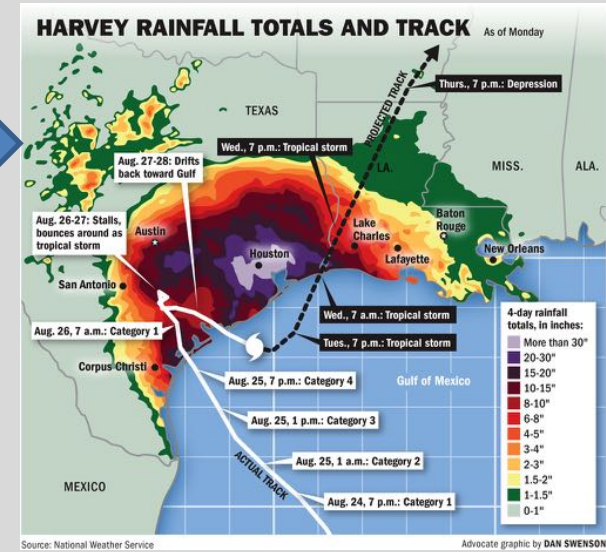 HARVEY RAINFALL TOTALS AND TRACK
As of Monday
Thurs., 7 p.m.: Depression
PROJECTED TRACK
TEXAS
Wed., 7 p.m.: Tropical storm
Aug. 27-28: Drifts
back toward Gulf
LA.
MISS.
ALA.
Aug. 26-27: Stalls,
bounces around as
tropical storm
Austin
Houston
Lake
Charles
Baton
Rouge
Lafayette
New Orleans
San Antonio
Aug. 26, 7 a.m.: Category 1
Corpus Christi
Wed., 7 a.m.: Tropical storm
Tues., 7 p.m.: Tropical storm
Aug. 25, 7 p.m.: Category 4
Gulf of Mexico
Aug. 25, 1 p.m.: Category 3
Aug. 25, 1 a.m.: Category 2
Aug. 24, 7 p.m.: Category 1
ACTUAL TRACK
MEXICO
4-day rainfall
totals, in inches:
More than 30"
20-30"
15-20"
10-15"
8-10"
6-8"
4-5"
3-4"
2-3"
1.5-2"
1-1.5"
0-1"
Source: National Weather Service
Advocate graphic by DAN SWENSON